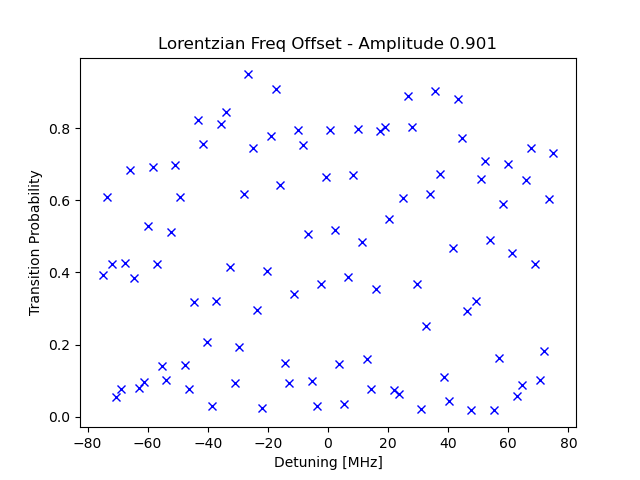 Lorentzian Freq Offset - Amplitude 0.901
Transition Probability
0.8
0.6
0.4
0.2
0.0
−80 −60 −40 −20 0 20 40 60 80
Detuning [MHz]